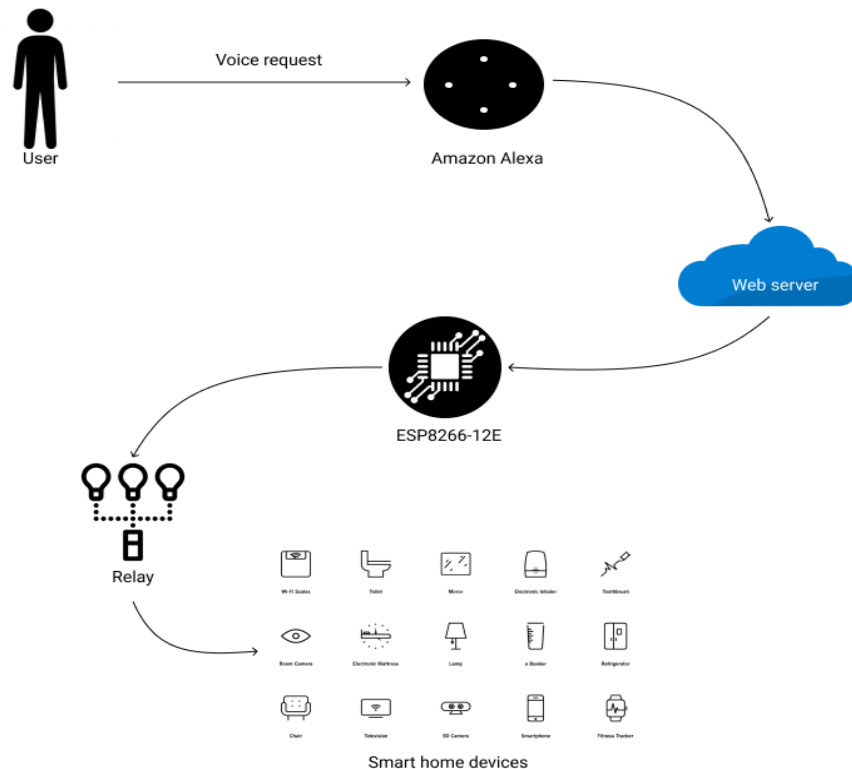 Voice request
User
Amazon Alexa
Web server
ESP8266-12E
Relay
Wi-Fi Scales
Toilet
Mirror
Electronic Inhaler
Toothbrush
Room Camera
Electronic Mattress
Lamp
e Beaker
Refrigerator
Chair
Television
3D Camera
Smartphone
Fitness Tracker
Smart home devices